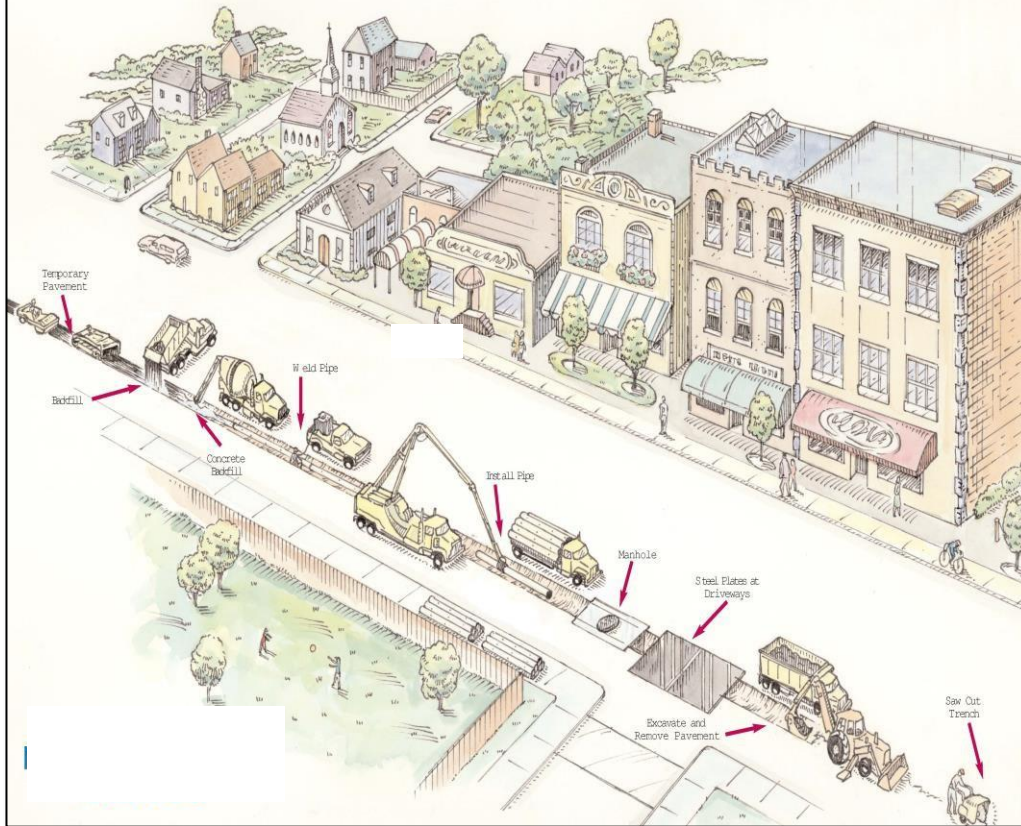 Temporary
Pavement
Backfill
Concrete
Backfill
Weld Pipe
Install Pipe
Manhole
Steel Plates at
Driveways
Excavate and
Remove Pavement
Saw Cut
Trench